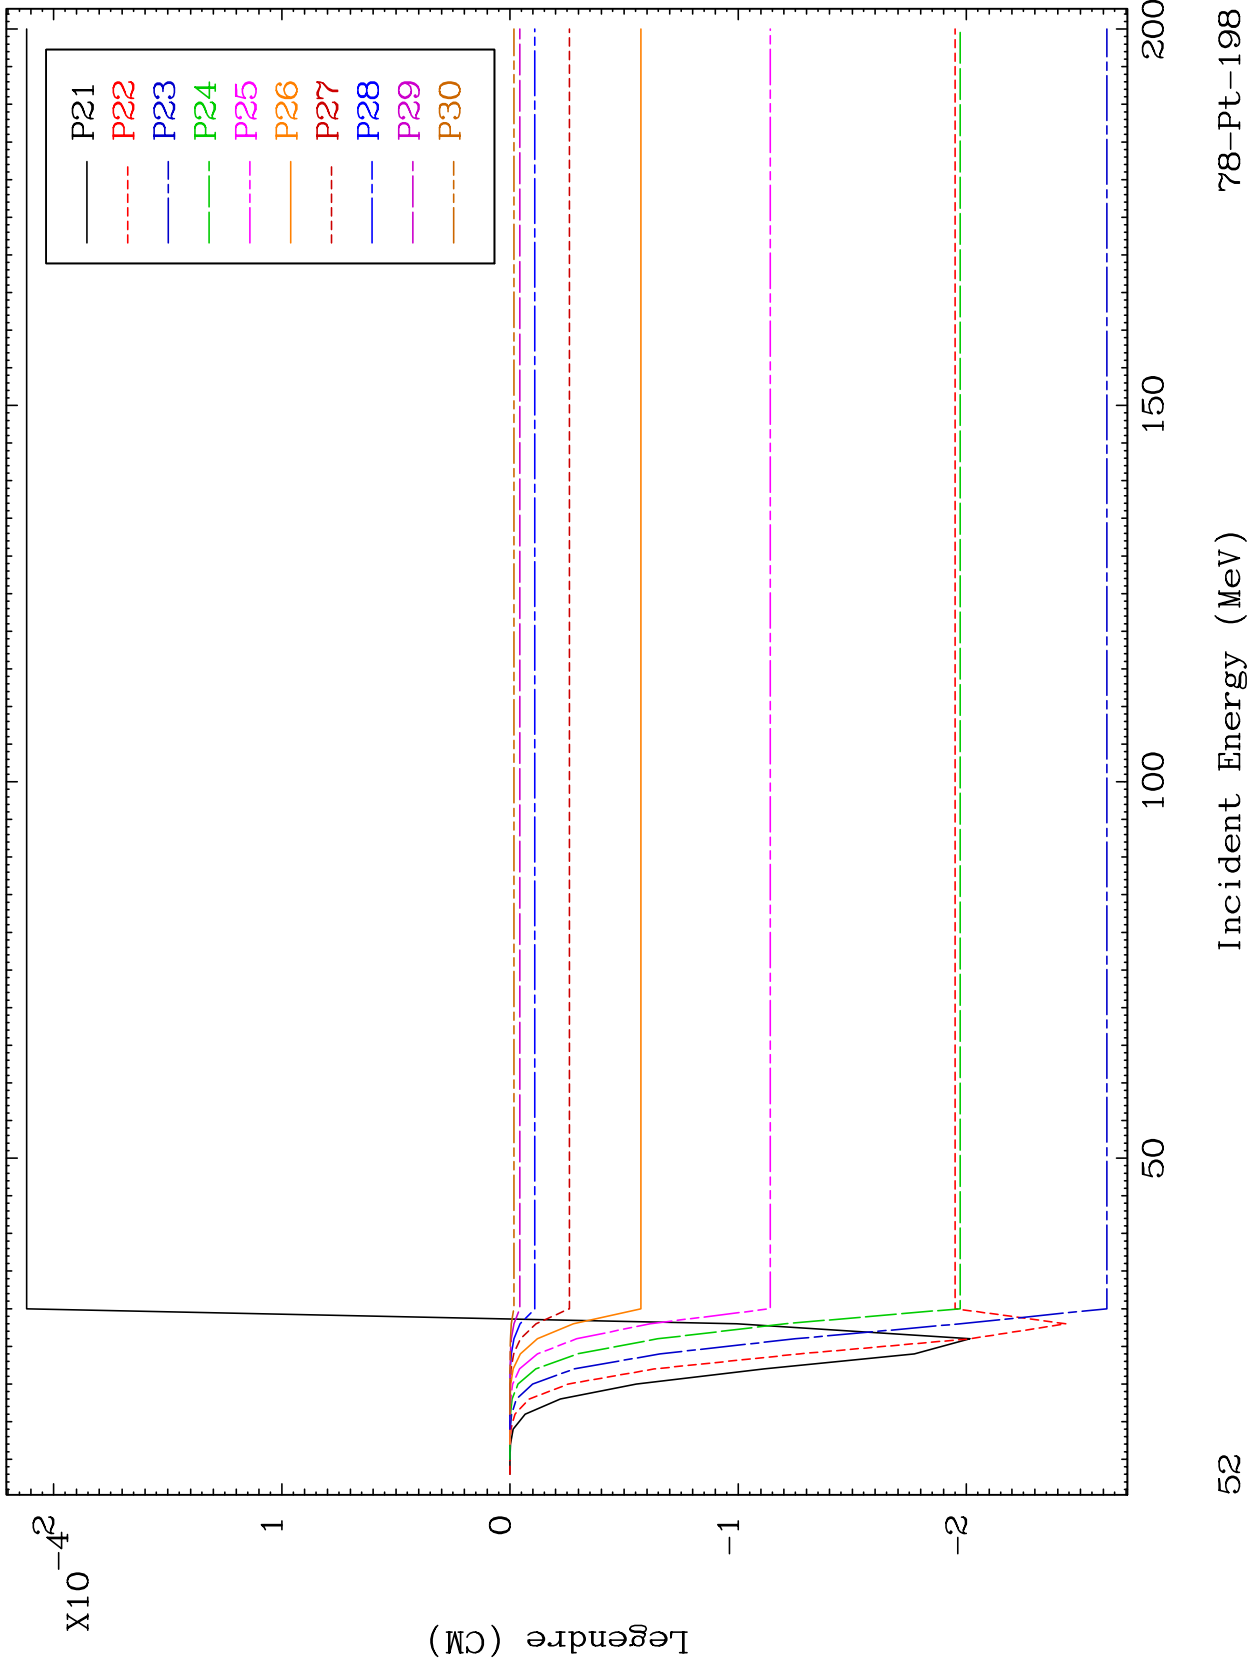 P21
P22
P23
P24
P25
P26
P27
P28
P29
P30
X10
-4
2
1
0
-1
-2
Legendre (CM)
50
100
150
200
Incident Energy (MeV)
52
78-Pt-198